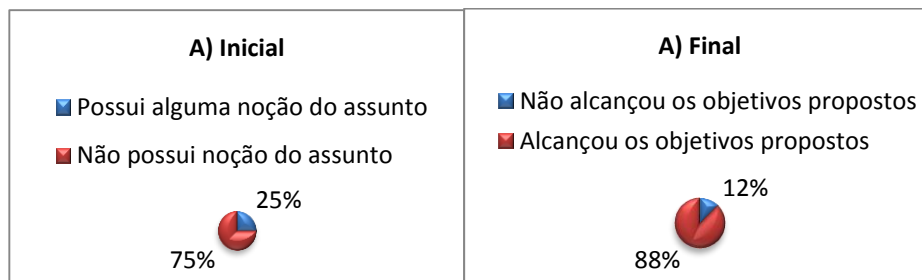 A) Inicial
Possui alguma noção do assunto
Não possui noção do assunto
25%
75%
A) Final
Não alcançou os objetivos propostos
Alcançou os objetivos propostos
12%
88%